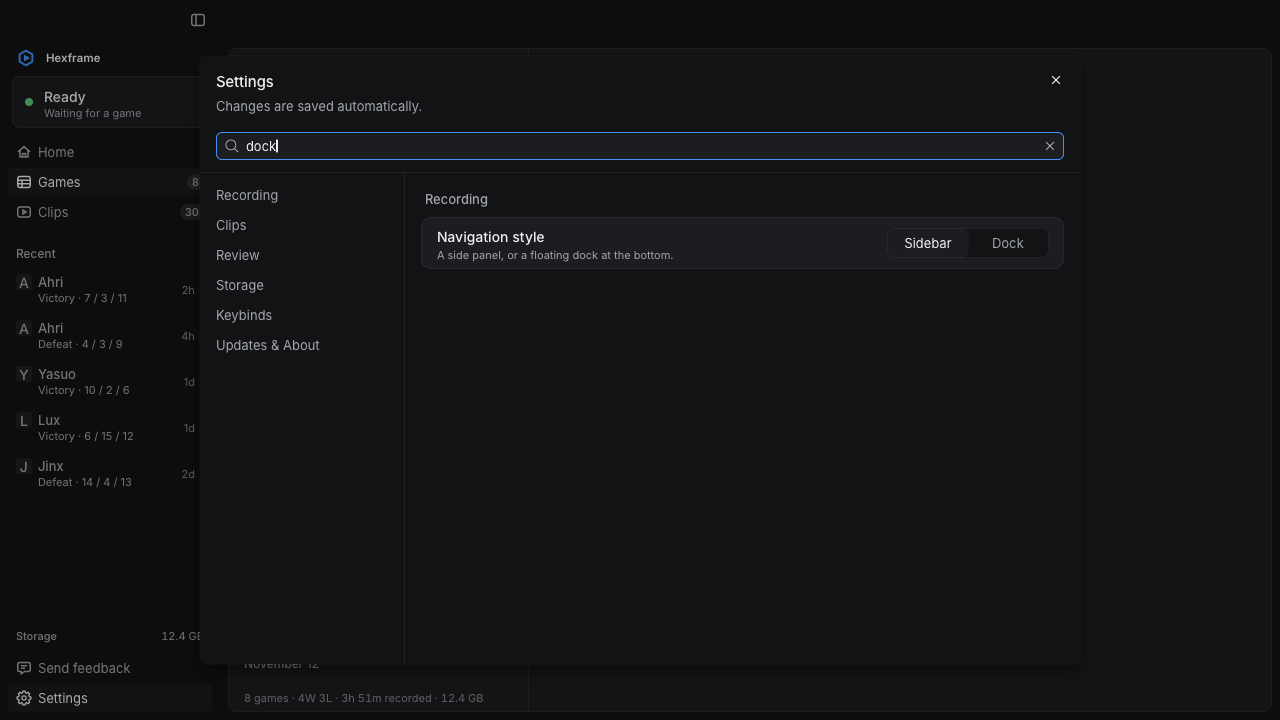 Hexframe
Ready
Waiting for a game
Home
Games 8
Clips 30
Recent
A Ahri 2h
Victory · 7 / 3 / 11
A Ahri 4h
Defeat · 4 / 3 / 9
Y Yasuo 1d
Victory · 10 / 2 / 6
L Lux 1d
Victory · 6 / 15 / 12
J Jinx 2d
Defeat · 14 / 4 / 13
Storage 12.4 GB
Send feedback
Settings
Settings
Changes are saved automatically.
dock
Recording
Clips
Review
Storage
Keybinds
Updates & About
Recording
Navigation style
A side panel, or a floating dock at the bottom.
Sidebar Dock
November 12
8 games · 4W 3L · 3h 51m recorded · 12.4 GB